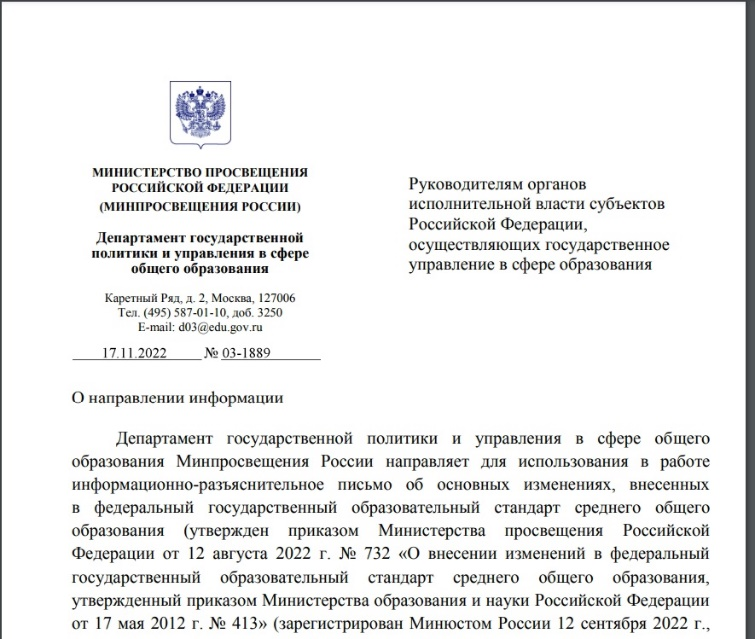 МИНИСТЕРСТВО ПРОСВЕЩЕНИЯ
РОССИЙСКОЙ ФЕДЕРАЦИИ
(МИНПРОСВЕЩЕНИЯ РОССИИ)
Департамент государственной
политики и управления в сфере
общего образования
Каретный Ряд, д. 2, Москва, 127006
Тел. (495) 587-01-10, доб. 3250
E-mail: d03@edu.gov.ru
17.11.2022 № 03-1889
Руководителям органов
исполнительной власти субъектов
Российской Федерации,
осуществляющих государственное
управление в сфере образования
О направлении информации
Департамент государственной политики и управления в сфере общего
образования Минпросвещения России направляет для использования в работе
информационно-разъяснительное письмо об основных изменениях, внесенных
в федеральный государственный образовательный стандарт среднего общего
образования (утвержден приказом Министерства просвещения Российской
Федерации от 12 августа 2022 г. № 732 «О внесении изменений в федеральный
государственный образовательный стандарт среднего общего образования,
утвержденный приказом Министерства образования и науки Российской Федерации
от 17 мая 2012 г. № 413» (зарегистрирован Минюстом России 12 сентября 2022 г.,